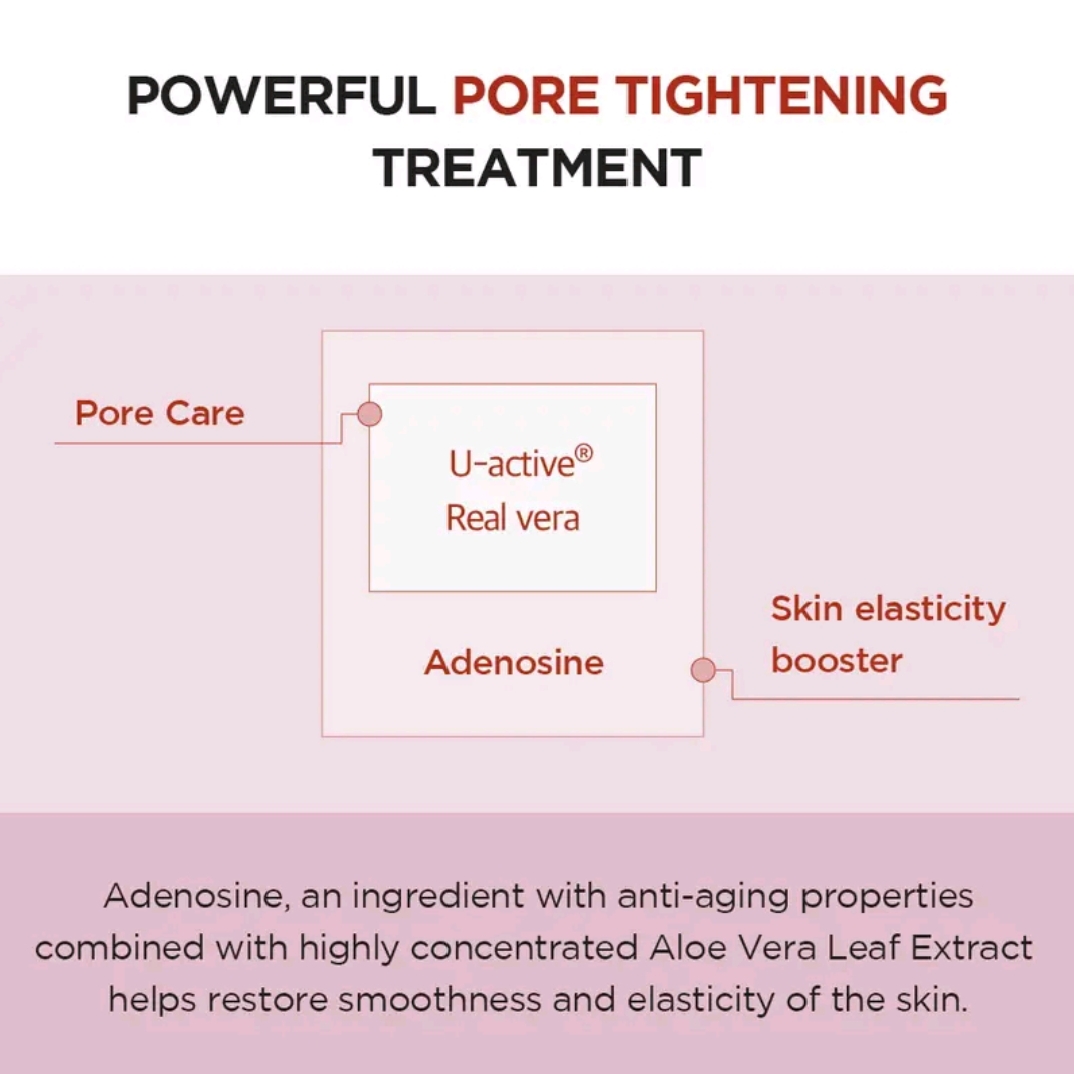 POWERFUL PORE TIGHTENING
TREATMENT
Pore Care
U-active®
Real vera
Adenosine
Skin elasticity
booster
Adenosine, an ingredient with anti-aging properties
combined with highly concentrated Aloe Vera Leaf Extract
helps restore smoothness and elasticity of the skin.